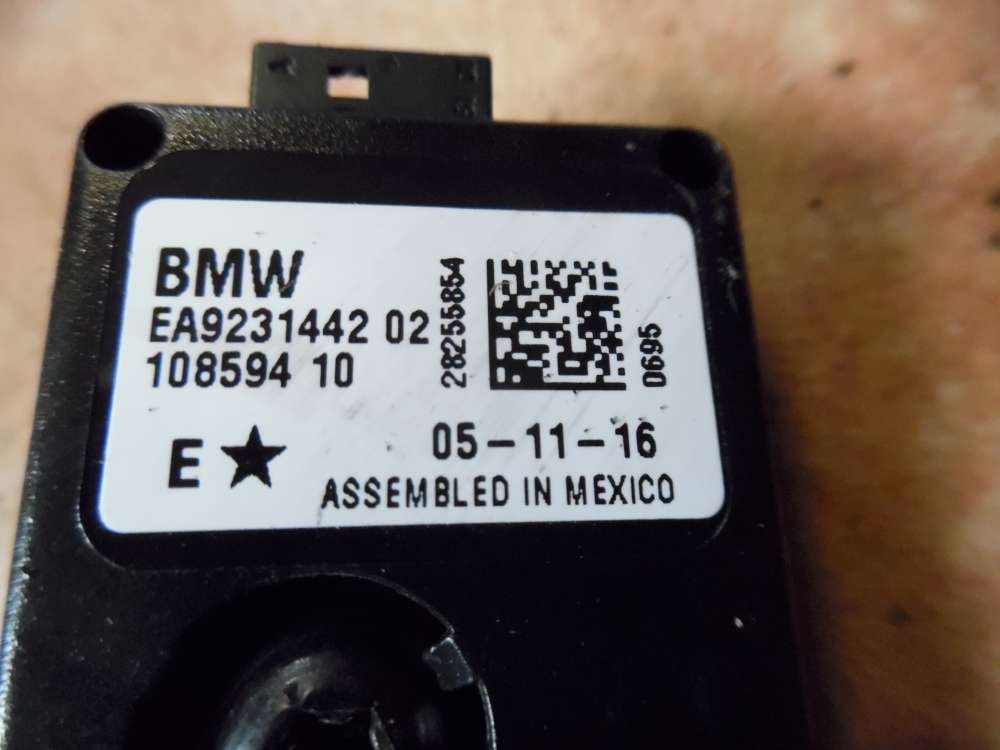 BMW
EA9231442 02
108594 10
28255854
0695
E★
05-11-16
ASSEMBLED IN MEXICO